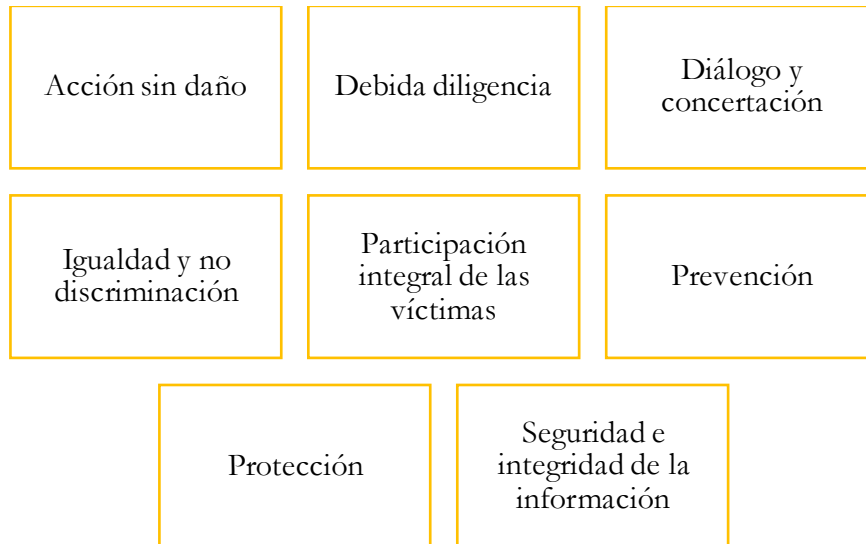 Acción sin daño
Debida diligencia
Diálogo y
concertación
Igualdad y no
discriminación
Participación
integral de las
víctimas
Prevención
Protección
Seguridad e
integridad de la
información